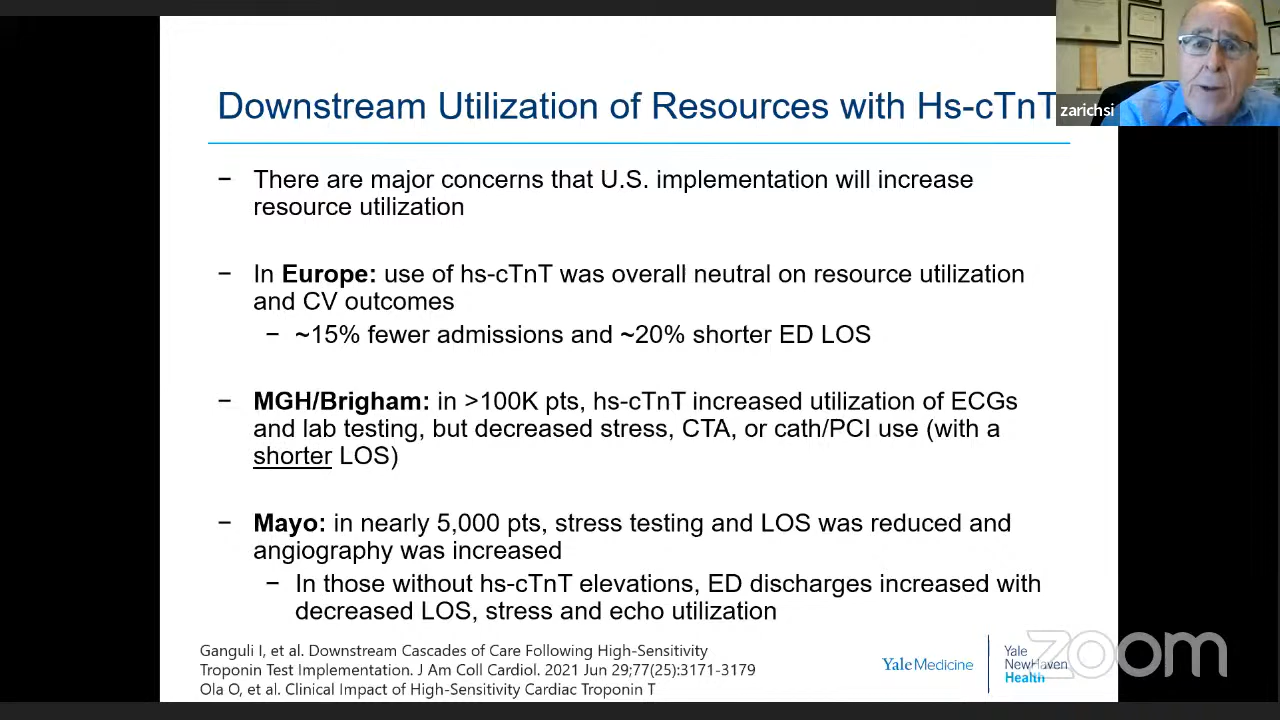 zarichsi
Downstream Utilization of Resources with Hs-cTnT
− There are major concerns that U.S. implementation will increase
resource utilization
− In Europe: use of hs-cTnT was overall neutral on resource utilization
and CV outcomes
− ~15% fewer admissions and ~20% shorter ED LOS
− MGH/Brigham: in >100K pts, hs-cTnT increased utilization of ECGs
and lab testing, but decreased stress, CTA, or cath/PCI use (with a
shorter LOS)
− Mayo: in nearly 5,000 pts, stress testing and LOS was reduced and
angiography was increased
− In those without hs-cTnT elevations, ED discharges increased with
decreased LOS, stress and echo utilization
Ganguli I, et al. Downstream Cascades of Care Following High-Sensitivity
Troponin Test Implementation. J Am Coll Cardiol. 2021 Jun 29;77(25):3171-3179
Ola O, et al. Clinical Impact of High-Sensitivity Cardiac Troponin T
Yale Medicine
Yale
NewHaven
Health
zoom